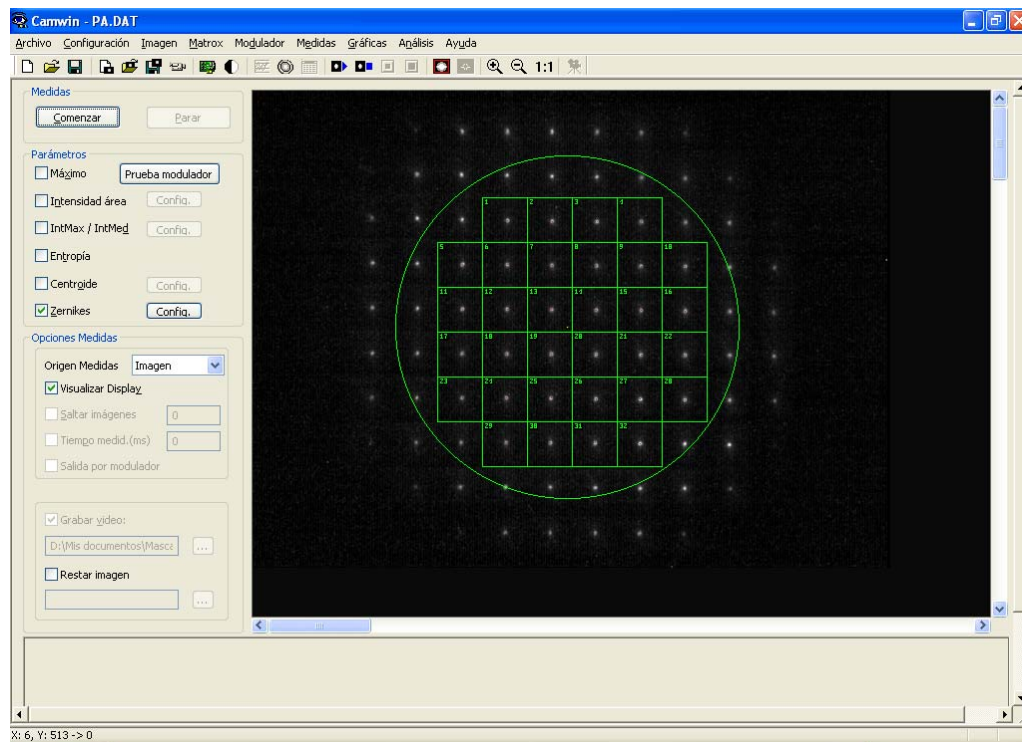 Camwin - PA.DAT
Archivo Configuración Imagen Matrox Modulador Medidas Gráficas Análisis Ayuda
1:1
Medidas
Comenzar Parar
Parámetros
Máximo Prueba modulador
Intensidad área Config.
IntMax / IntMed Config.
Entropía
Centroide Config.
Zernikes Config.
Opciones Medidas
Origen Medidas Imagen
Visualizar Display
Saltar imágenes 0
Tiempo medid.(ms) 0
Salida por modulador
Grabar video:
D:\Mis documentos\Masca
...
Restar imagen
...
1 2 3 4
5 6 7 8 9 10
11 12 13 14 15 16
17 18 19 20 21 22
23 24 25 26 27 28
29 30 31 32
X: 6, Y: 513 -> 0